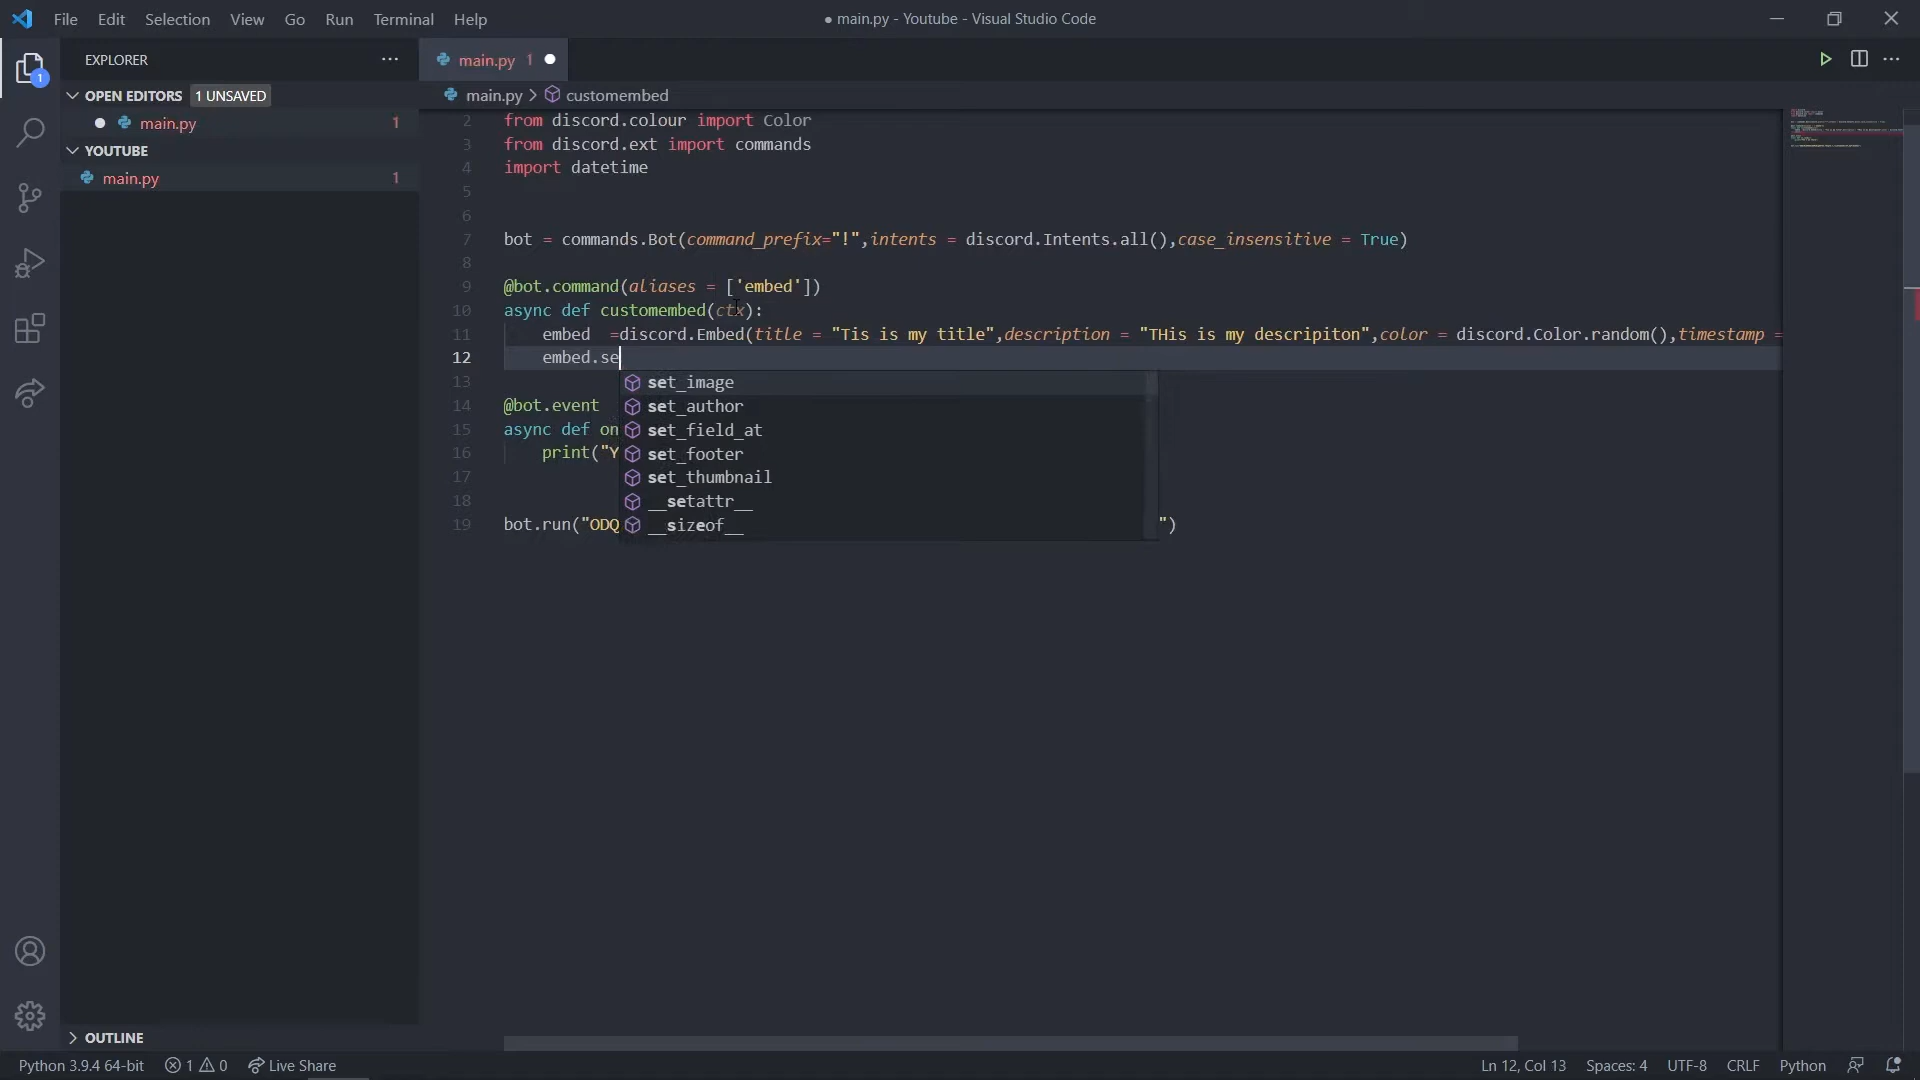 File Edit Selection View Go Run Terminal Help
● main.py - Youtube - Visual Studio Code
EXPLORER
main.py 1
OPEN EDITORS 1 UNSAVED
main.py > customembed
main.py 1
YOUTUBE
main.py 1
1
2 from discord.colour import Color
3 from discord.ext import commands
4 import datetime
5
6
7 bot = commands.Bot(command_prefix="!",intents = discord.Intents.all(),case_insensitive = True)
8
9 @bot.command(aliases = ['embed'])
10 async def customembed(ctx):
11 embed =discord.Embed(title = "Tis is my title",description = "THis is my descripiton",color = discord.Color.random(),timestamp =
12 embed.se
13 set_image
14 @bot.event set_author
15 async def on set_field_at
16 print("Y set_footer
17 set_thumbnail
18 __setattr__
19 bot.run("ODQ __sizeof__ ")
OUTLINE
Python 3.9.4 64-bit 1 0 Live Share
Ln 12, Col 13 Spaces: 4 UTF-8 CRLF Python